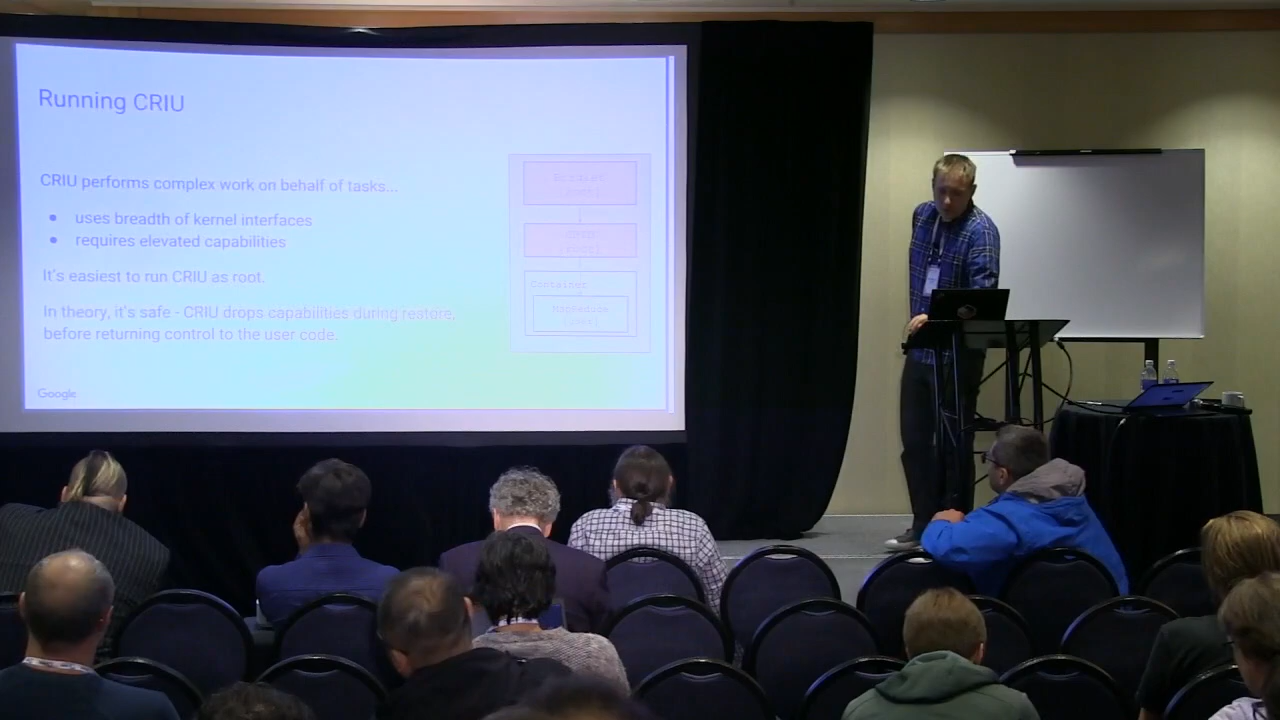 Running CRIU
CRIU performs complex work on behalf of tasks...
● uses breadth of kernel interfaces
● requires elevated capabilities
It's easiest to run CRIU as root.
In theory, it's safe - CRIU drops capabilities during restore,
before returning control to the user code.
Container
Google